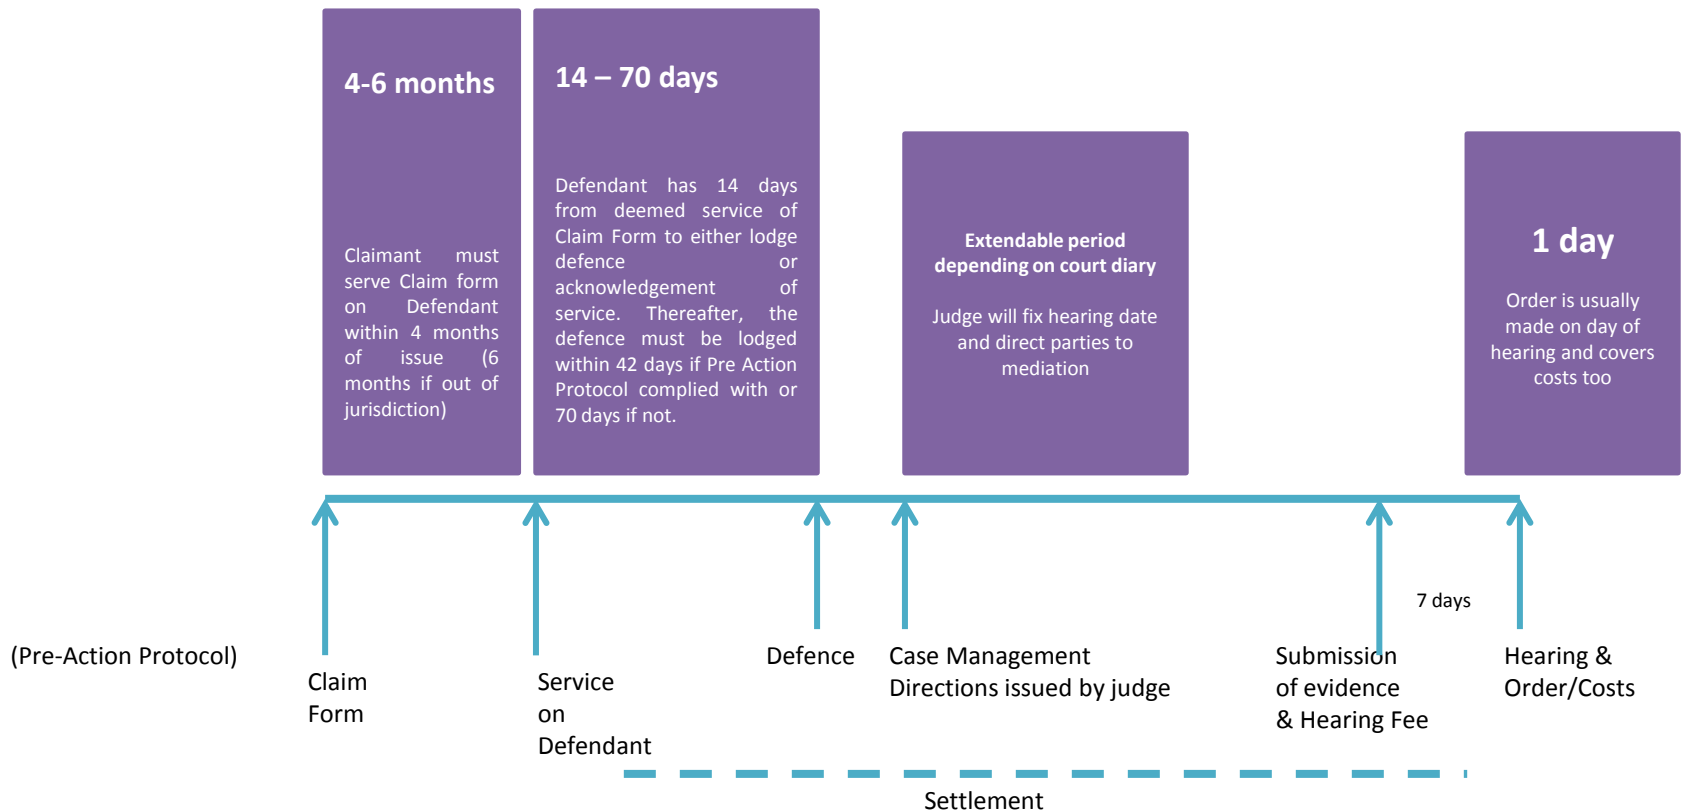 4-6 months
Claimant must
serve Claim form
on Defendant
within 4 months
of issue (6
months if out of
jurisdiction)
14 – 70 days
Defendant has 14 days
from deemed service of
Claim Form to either lodge
defence or
acknowledgement of
service. Thereafter, the
defence must be lodged
within 42 days if Pre Action
Protocol complied with or
70 days if not.
Extendable period
depending on court diary
Judge will fix hearing date
and direct parties to
mediation
1 day
Order is usually
made on day of
hearing and covers
costs too
7 days
(Pre-Action Protocol)
Claim
Form
Service
on
Defendant
Defence
Case Management
Directions issued by judge
Submission
of evidence
& Hearing Fee
Hearing &
Order/Costs
Settlement